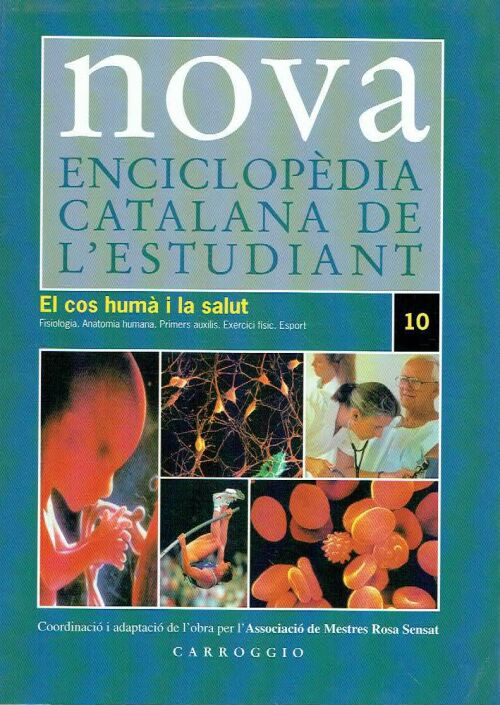 nova
ENCICLOPÈDIA
CATALANA DE
L'ESTUDIANT
El cos humà i la salut
Fisiologia. Anatomia humana. Primers auxilis. Exercici físic. Esport
10
Coordinació i adaptació de l'obra per l'Associació de Mestres Rosa Sensat
CARROGGIO